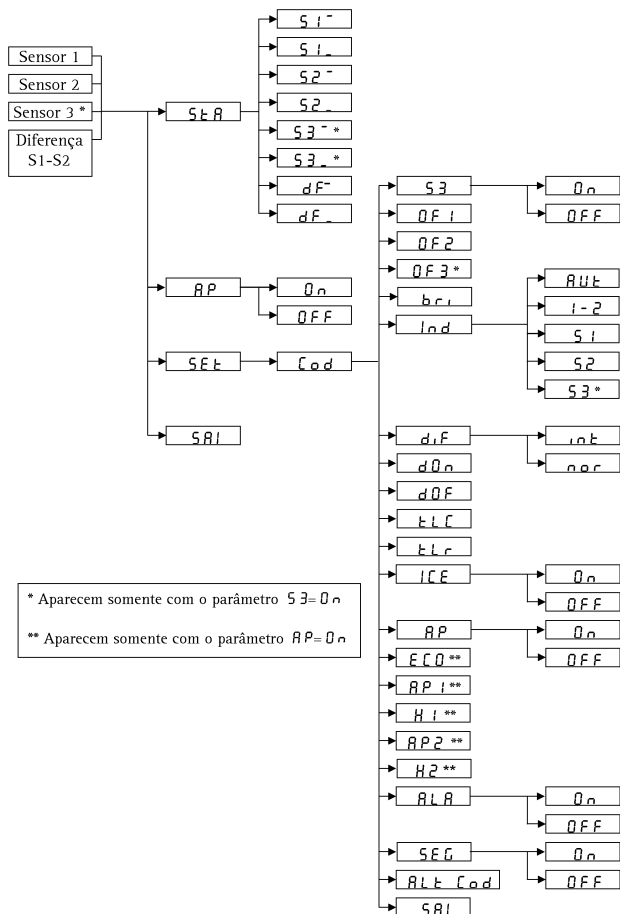 Sensor 1
Sensor 2
Sensor 3 *
Diferença
S1-S2
StA
S1¯
S1_
S2¯
S2_
S3¯*
S3_*
dF¯
dF_
AP
On
OFF
SEt
Cod
SAI
S3
On
OFF
OF1
OF2
OF3*
bri
Ind
AUt
1-2
S1
S2
S3*
diF
int
nor
dOn
dOF
tLC
tLr
ICE
On
OFF
AP
On
OFF
ECO**
AP1**
H1**
AP2**
H2**
ALA
On
OFF
SEG
On
OFF
ALt Cod
SAI
* Aparecem somente com o parâmetro S3=On
** Aparecem somente com o parâmetro AP=On